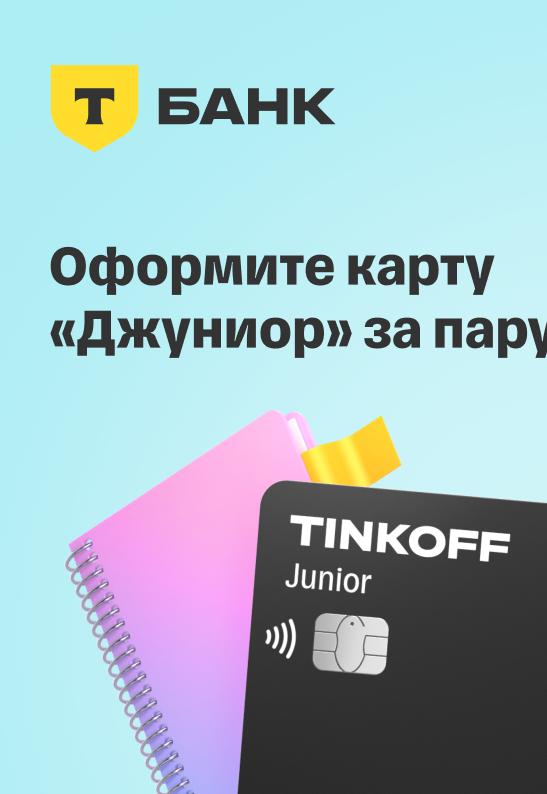 Т БАНК
Оформите карту
«Джуниор» за пару
TINKOFF
Junior